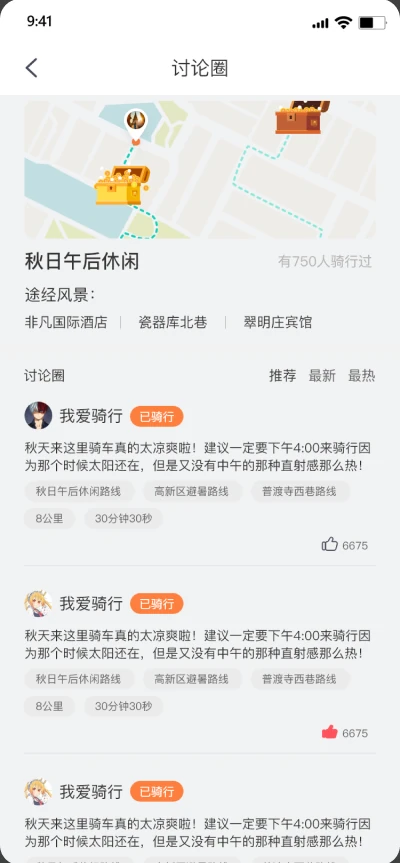 9:41
讨论圈
秋日午后休闲
有750人骑行过
途经风景：
非凡国际酒店
瓷器库北巷
翠明庄宾馆
讨论圈
推荐 最新 最热
我爱骑行 已骑行
秋天来这里骑车真的太凉爽啦！建议一定要下午4:00来骑行因
为那个时候太阳还在，但是又没有中午的那种直射感那么热！
秋日午后休闲路线 高新区避暑路线 普渡寺西巷路线
8公里 30分钟30秒
6675
我爱骑行 已骑行
秋天来这里骑车真的太凉爽啦！建议一定要下午4:00来骑行因
为那个时候太阳还在，但是又没有中午的那种直射感那么热！
秋日午后休闲路线 高新区避暑路线 普渡寺西巷路线
8公里 30分钟30秒
6675
我爱骑行 已骑行
秋天来这里骑车真的太凉爽啦！建议一定要下午4:00来骑行因
为那个时候太阳还在，但是又没有中午的那种直射感那么热！